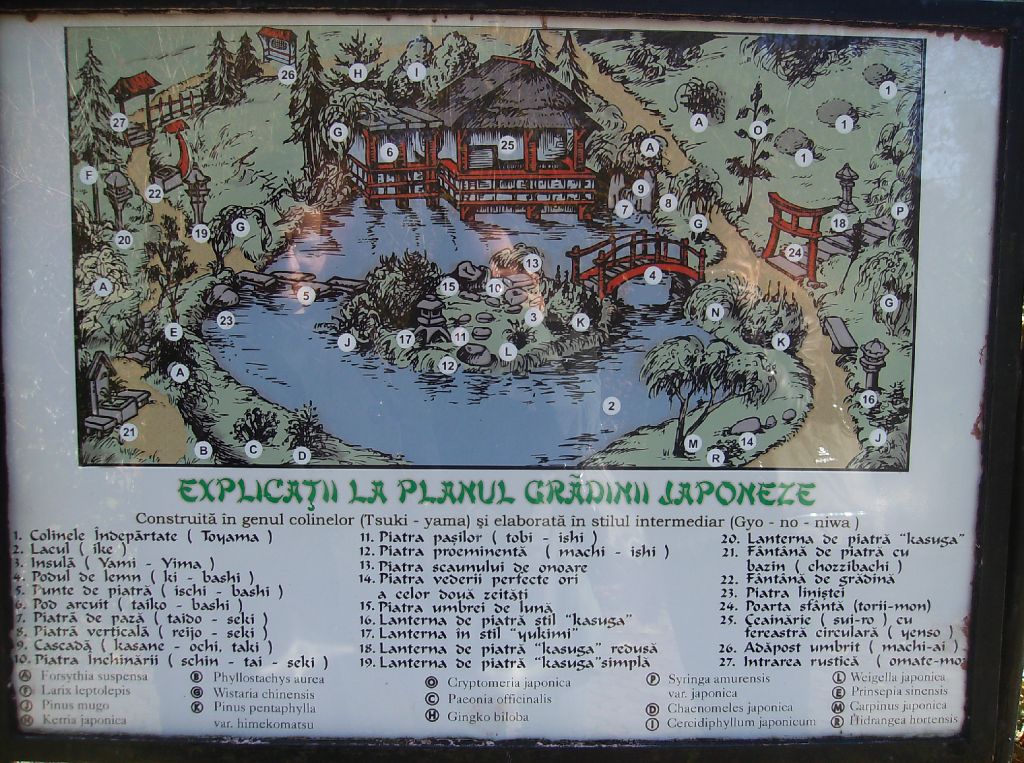 EXPLICAŢII LA PLANUL GRĂDINII JAPONEZE
Construită în genul colinelor (Tsuki - yama) şi elaborată în stilul intermediar (Gyo - no - niwa)
1. Colinele Îndepărtate ( Toyama )
2. Lacul ( ike )
3. Insulă ( Yami - Yima )
4. Podul de lemn ( ki - bashi )
5. Punte de piatră ( ischi - bashi )
6. Pod arcuit ( taiko - bashi )
7. Piatră de pază ( taido - seki )
8. Piatră verticală ( reijo - seki )
9. Cascadă ( kasane - ochi, taki )
10. Piatra Închinării ( schin - tai - seki )
11. Piatra paşilor ( tobi - ishi )
12. Piatra proeminentă ( machi - ishi )
13. Piatra scaunului de onoare
14. Piatra vederii perfecte ori
a celor două zeităţi
15. Piatra umbrei de lună
16. Lanterna de piatră stil "kasuga"
17. Lanterna în stil "yukimi"
18. Lanterna de piatră "kasuga" redusă
19. Lanterna de piatră "kasuga" simplă
20. Lanterna de piatră "kasuga"
21. Fântână de piatră cu
bazin ( chozzibachi )
22. Fântână de grădină
23. Piatra liniştei
24. Poarta sfântă (torii-mon)
25. Ceainărie ( sui-ro ) cu
fereastră circulară ( yenso )
26. Adăpost umbrit ( machi-ai )
27. Intrarea rustică ( omate-mo
A Forsythia suspensa
F Larix leptolepis
J Pinus mugo
H Kerria japonica
B Phyllostachys aurea
G Wistaria chinensis
K Pinus pentaphylla
var. himekomatsu
O Cryptomeria japonica
C Paeonia officinalis
H Gingko biloba
P Syringa amurensis
var. japonica
D Chaenomeles japonica
I Cercidiphyllum japonicum
L Weigella japonica
E Prinsepia sinensis
M Carpinus japonica
R Hidrangea hortensis